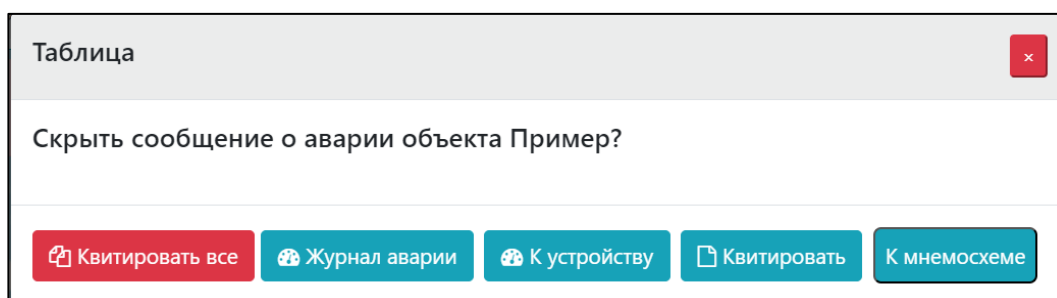 Таблица
×
Скрыть сообщение о аварии объекта Пример?
Квитировать все Журнал аварии К устройству Квитировать К мнемосхеме